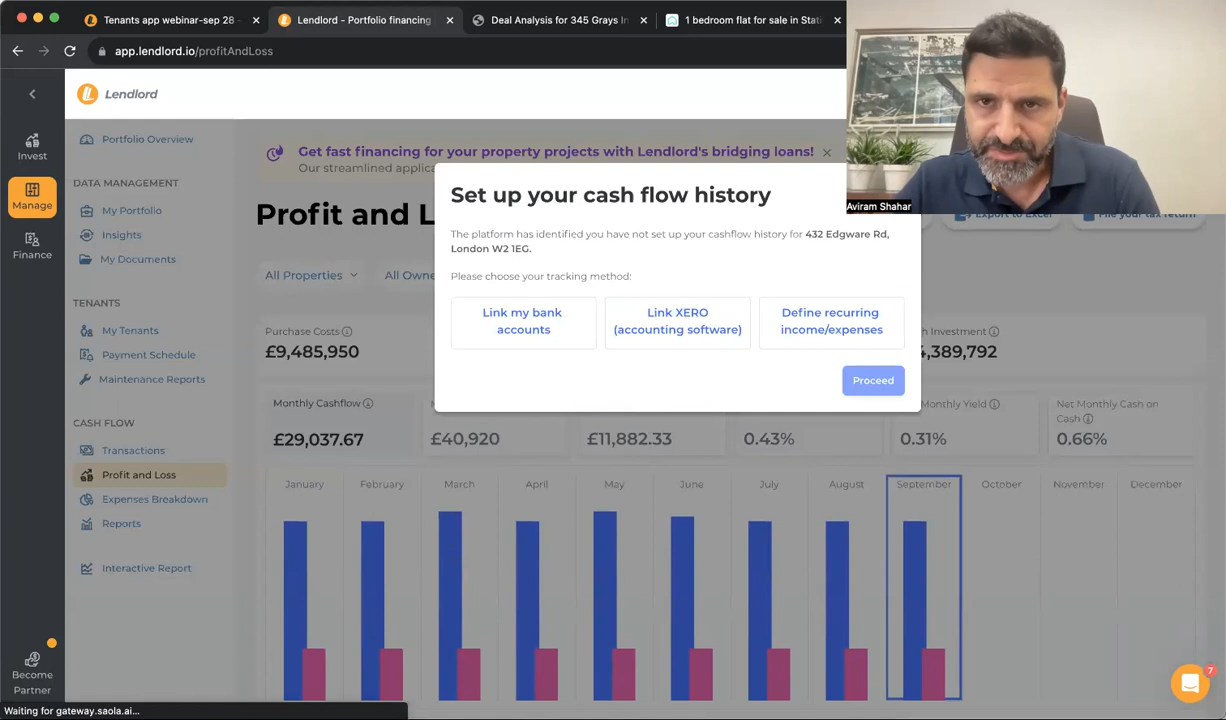 Tenants app webinar-sep 28 -
Lendlord - Portfolio financing
Deal Analysis for 345 Grays In
1 bedroom flat for sale in Stati
app.lendlord.io/profitAndLoss
Lendlord
Invest
Manage
Finance
Become
Partner
Portfolio Overview
DATA MANAGEMENT
My Portfolio
Insights
My Documents
TENANTS
My Tenants
Payment Schedule
Maintenance Reports
CASH FLOW
Transactions
Profit and Loss
Expenses Breakdown
Reports
Interactive Report
Get fast financing for your property projects with Lendlord's bridging loans!
Our streamlined applica
Profit and L
Export to Excel
File your tax return
All Properties
All Owne
Set up your cash flow history
The platform has identified you have not set up your cashflow history for 432 Edgware Rd,
London W2 1EG.
Please choose your tracking method:
Link my bank
accounts
Link XERO
(accounting software)
Define recurring
income/expenses
Proceed
Aviram Shahar
Purchase Costs
£9,485,950
h Investment
4,389,792
Monthly Cashflow
£29,037.67
£40,920
£11,882.33
0.43%
Monthly Yield
0.31%
Net Monthly Cash on
Cash
0.66%
January
February
March
April
May
June
July
August
September
October
November
December
7
Waiting for gateway.saola.ai...